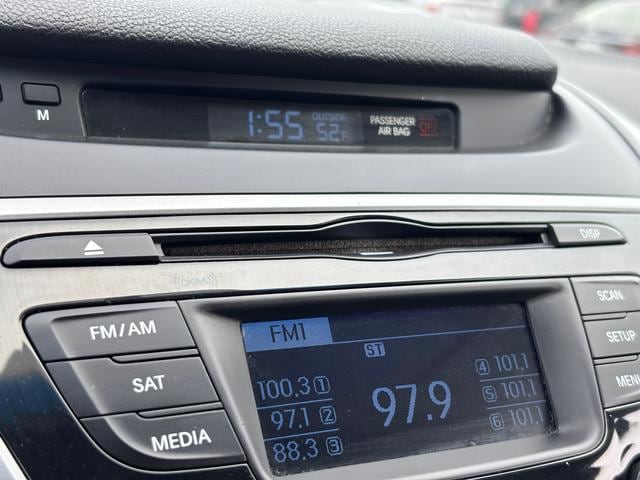 1:55 OUTSIDE 52°F PASSENGER AIR BAG OFF
M
DISP
((XM))
FM/AM
SAT
MEDIA
FM1
ST
100.3 1
97.1 2
88.3 3
97.9
4 101.1
5 101.1
6 101.1
SCAN
SETUP
MENU